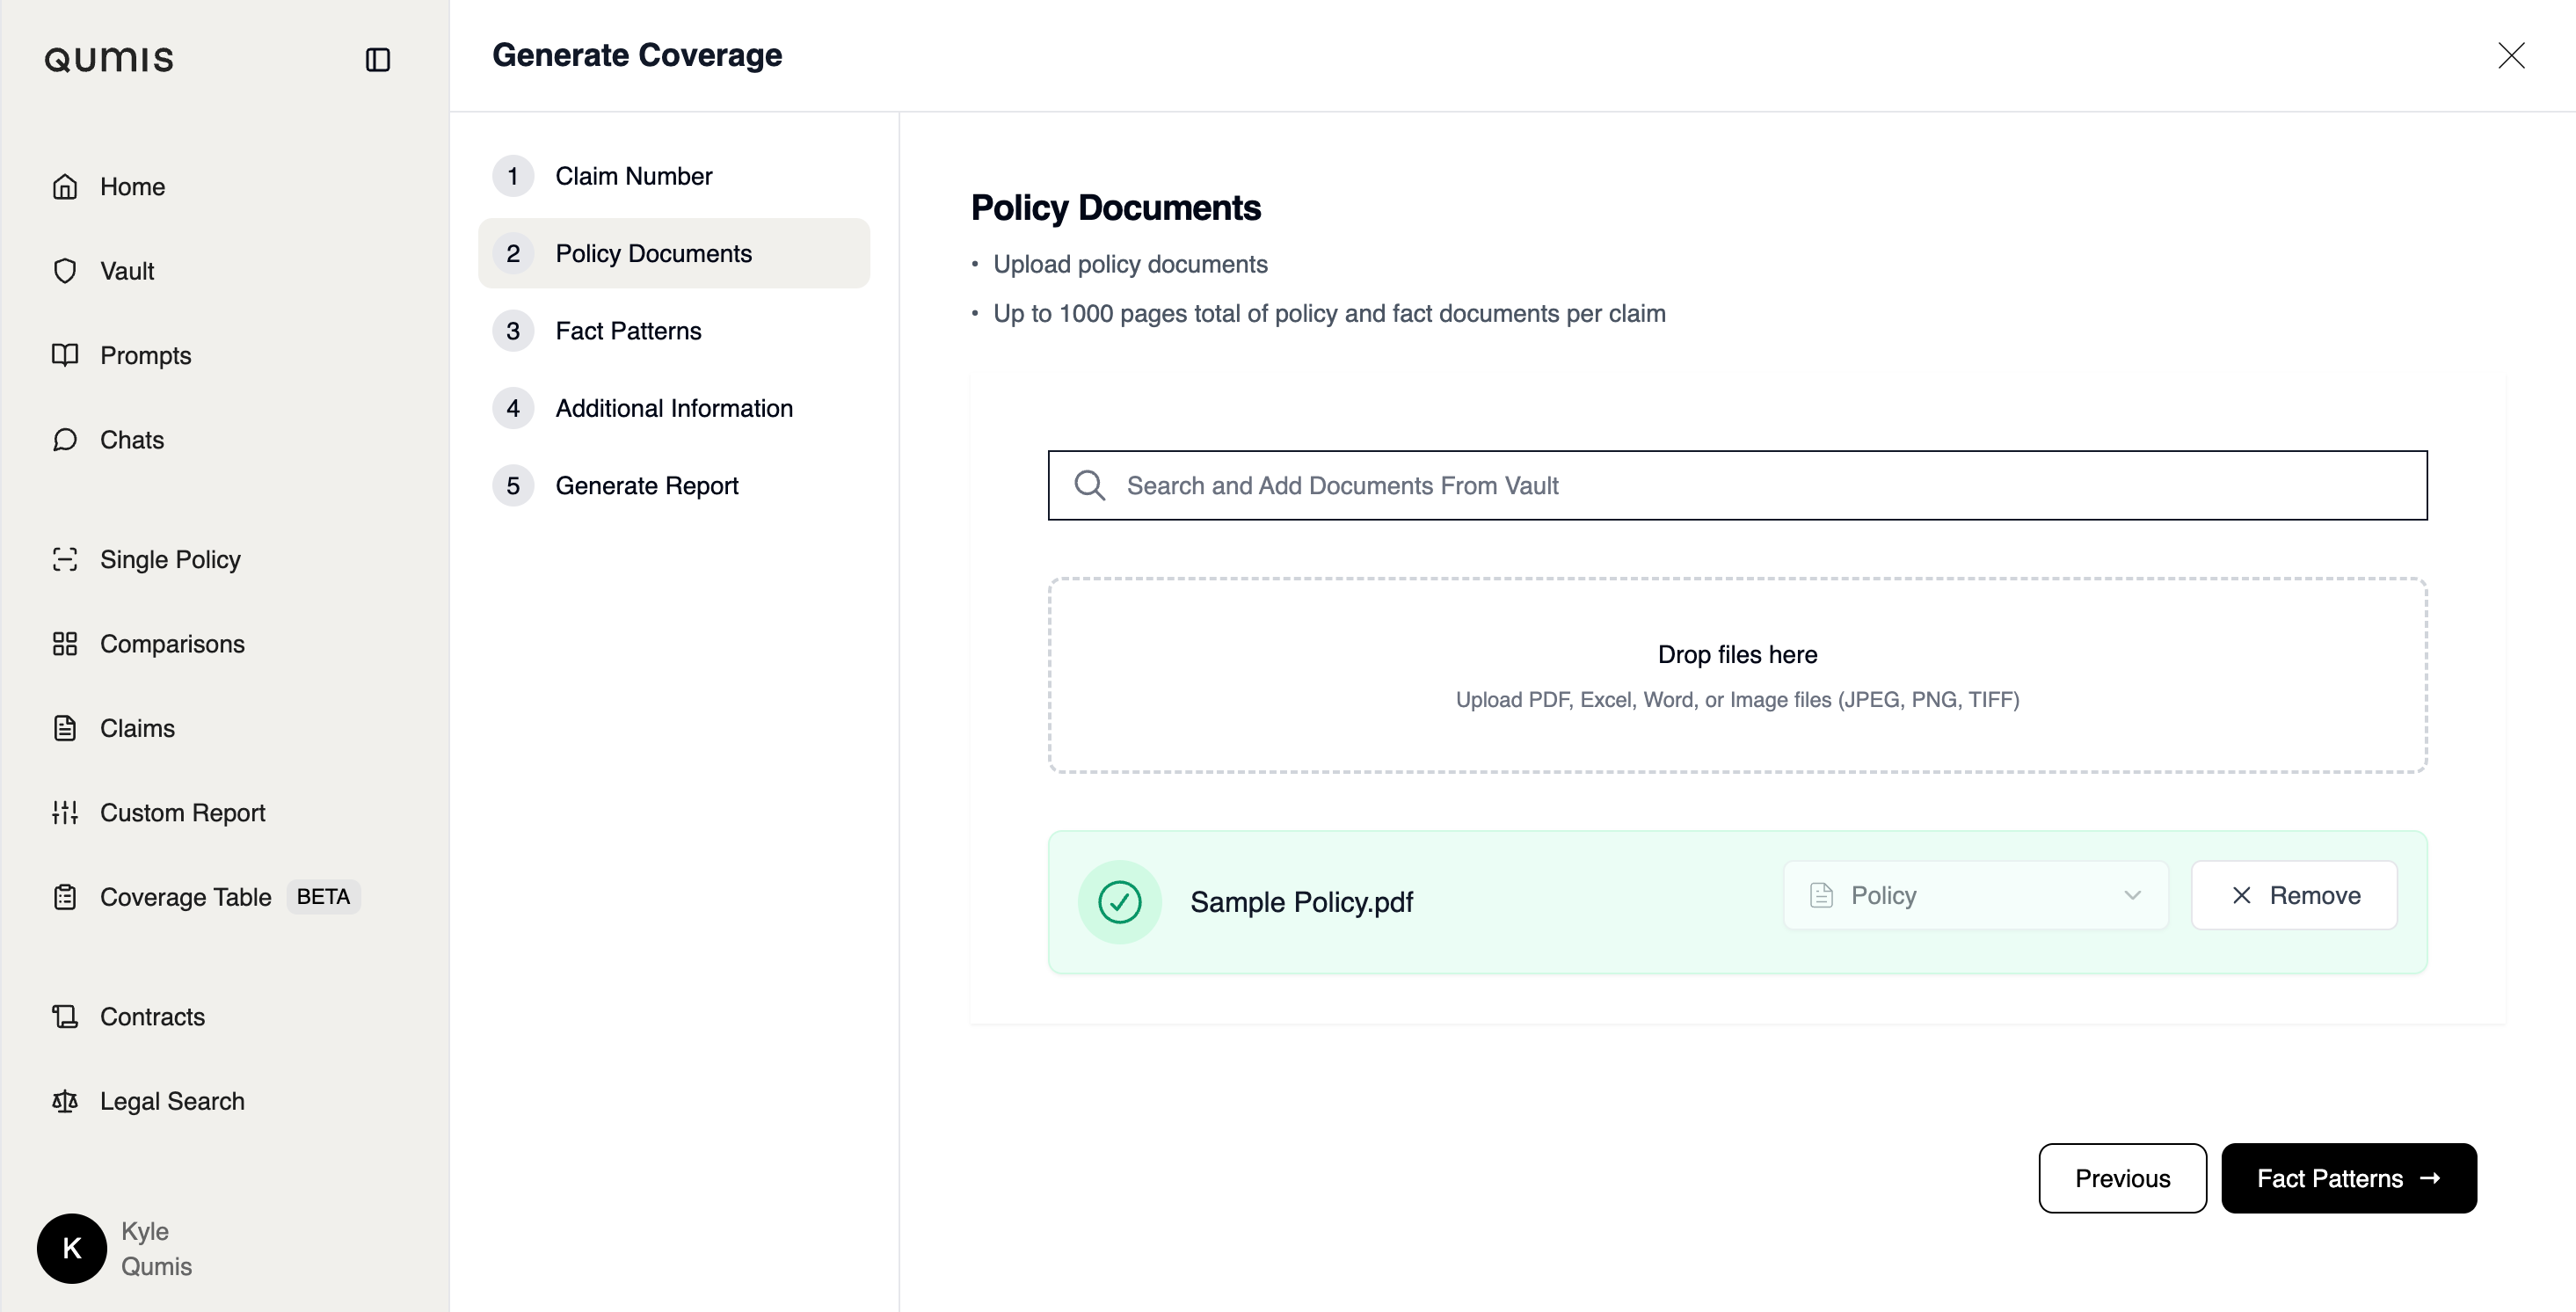 QUMIS
Home
Vault
Prompts
Chats
Single Policy
Comparisons
Claims
Custom Report
Coverage Table BETA
Contracts
Legal Search
K
Kyle
Qumis
Generate Coverage
1 Claim Number
2 Policy Documents
3 Fact Patterns
4 Additional Information
5 Generate Report
Policy Documents
• Upload policy documents
• Up to 1000 pages total of policy and fact documents per claim
Search and Add Documents From Vault
Drop files here
Upload PDF, Excel, Word, or Image files (JPEG, PNG, TIFF)
Sample Policy.pdf
Policy
Remove
Previous
Fact Patterns →